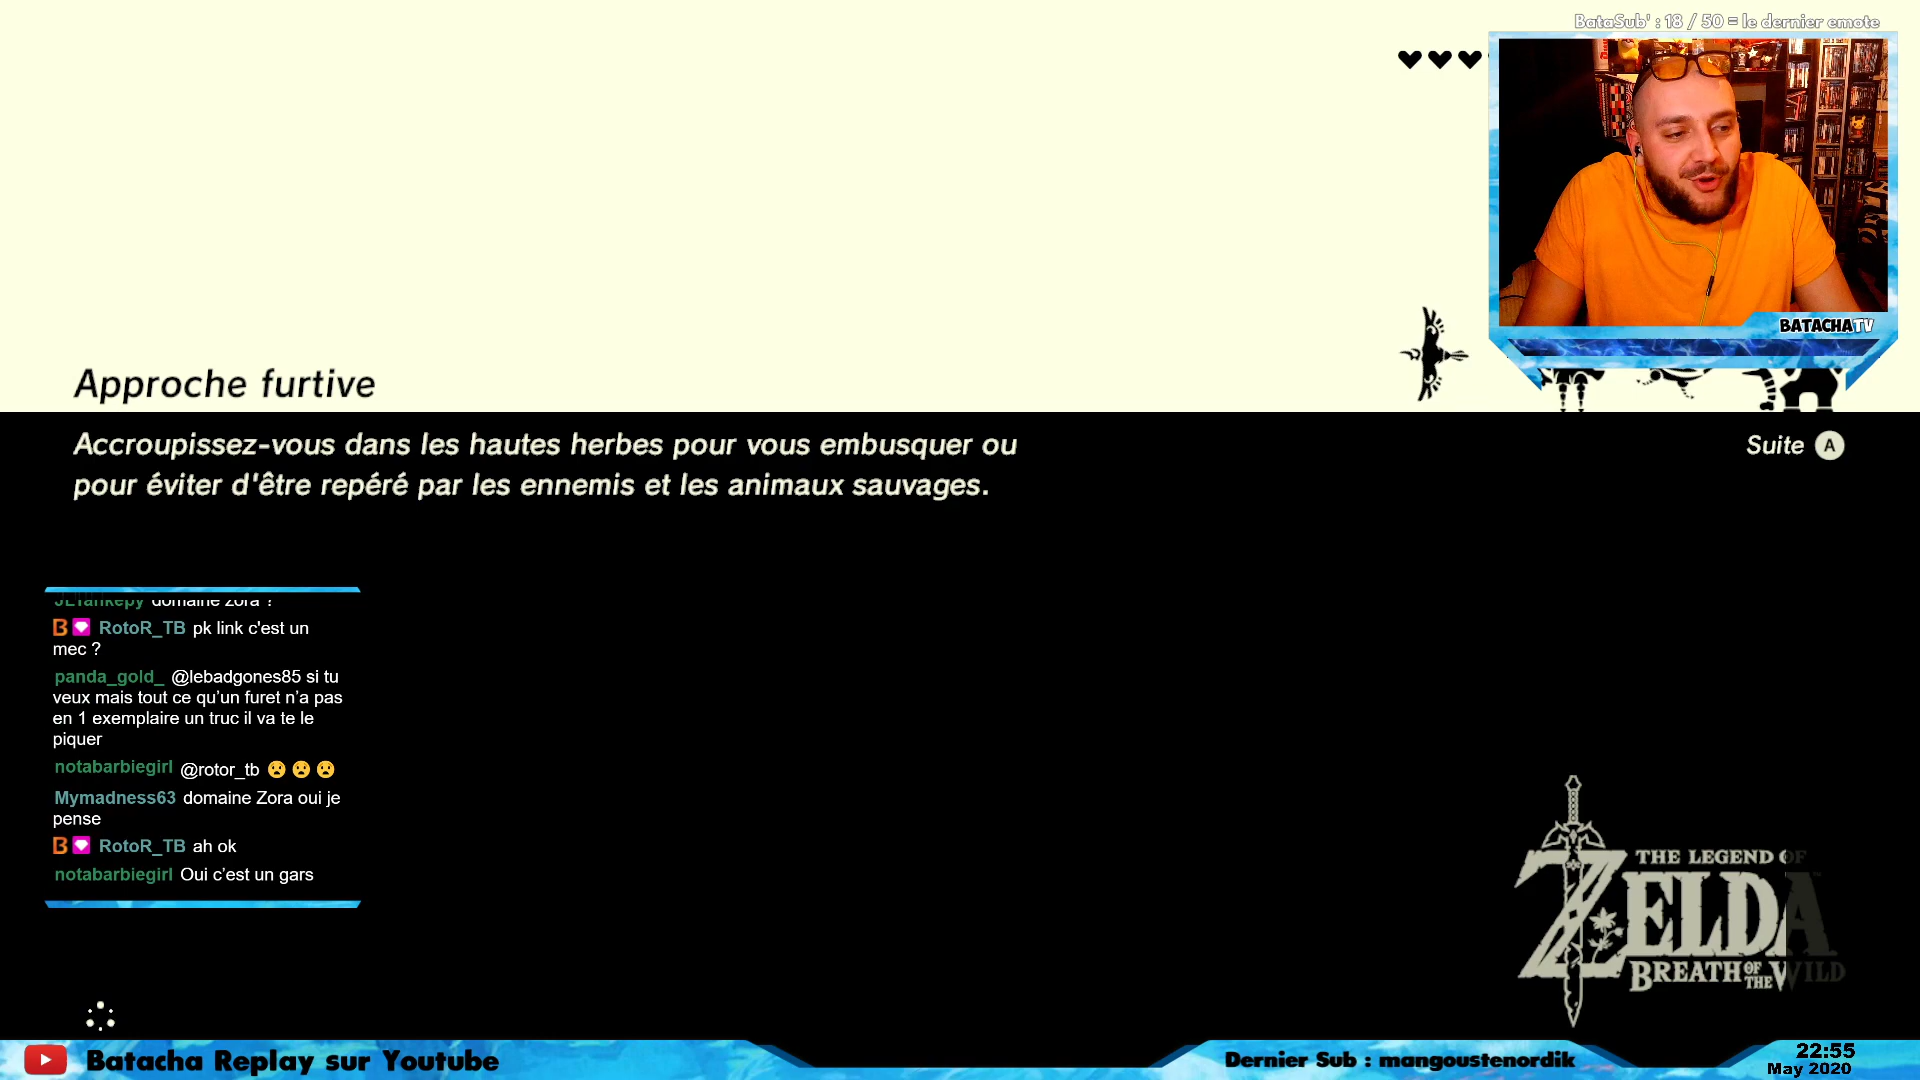 BataSub' : 18 / 50 = le dernier emote
BATACHATV
Approche furtive
Accroupissez-vous dans les hautes herbes pour vous embusquer ou
pour éviter d'être repéré par les ennemis et les animaux sauvages.
Suite A
domaine zora ?
B RotoR_TB pk link c'est un
mec ?
panda_gold_ @lebadgones85 si tu
veux mais tout ce qu’un furet n’a pas
en 1 exemplaire un truc il va te le
piquer
notabarbiegirl @rotor_tb 😟 😟 😟
Mymadness63 domaine Zora oui je
pense
B RotoR_TB ah ok
notabarbiegirl Oui c’est un gars
THE LEGEND OF
ZELDA
BREATH OF THE WILD
Batacha Replay sur Youtube
Dernier Sub : mangoustenordik
22:55
May 2020